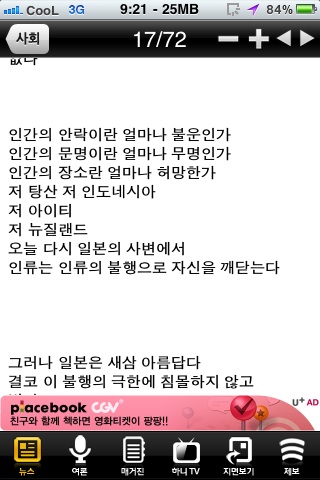 CooL 3G 9:21 - 25MB 84%
사회 17/72
없다
인간의 안락이란 얼마나 불운인가
인간의 문명이란 얼마나 무명인가
인간의 장소란 얼마나 허망한가
저 탕산 저 인도네시아
저 아이티
저 뉴질랜드
오늘 다시 일본의 사변에서
인류는 인류의 불행으로 자신을 깨닫는다
그러나 일본은 새삼 아름답다
결코 이 불행의 극한에 침몰하지 않고
placebook CGV
U+ AD
친구와 함께 첵하면 영화티켓이 팡팡!!
뉴스 여론 매거진 하니TV 지면보기 제보